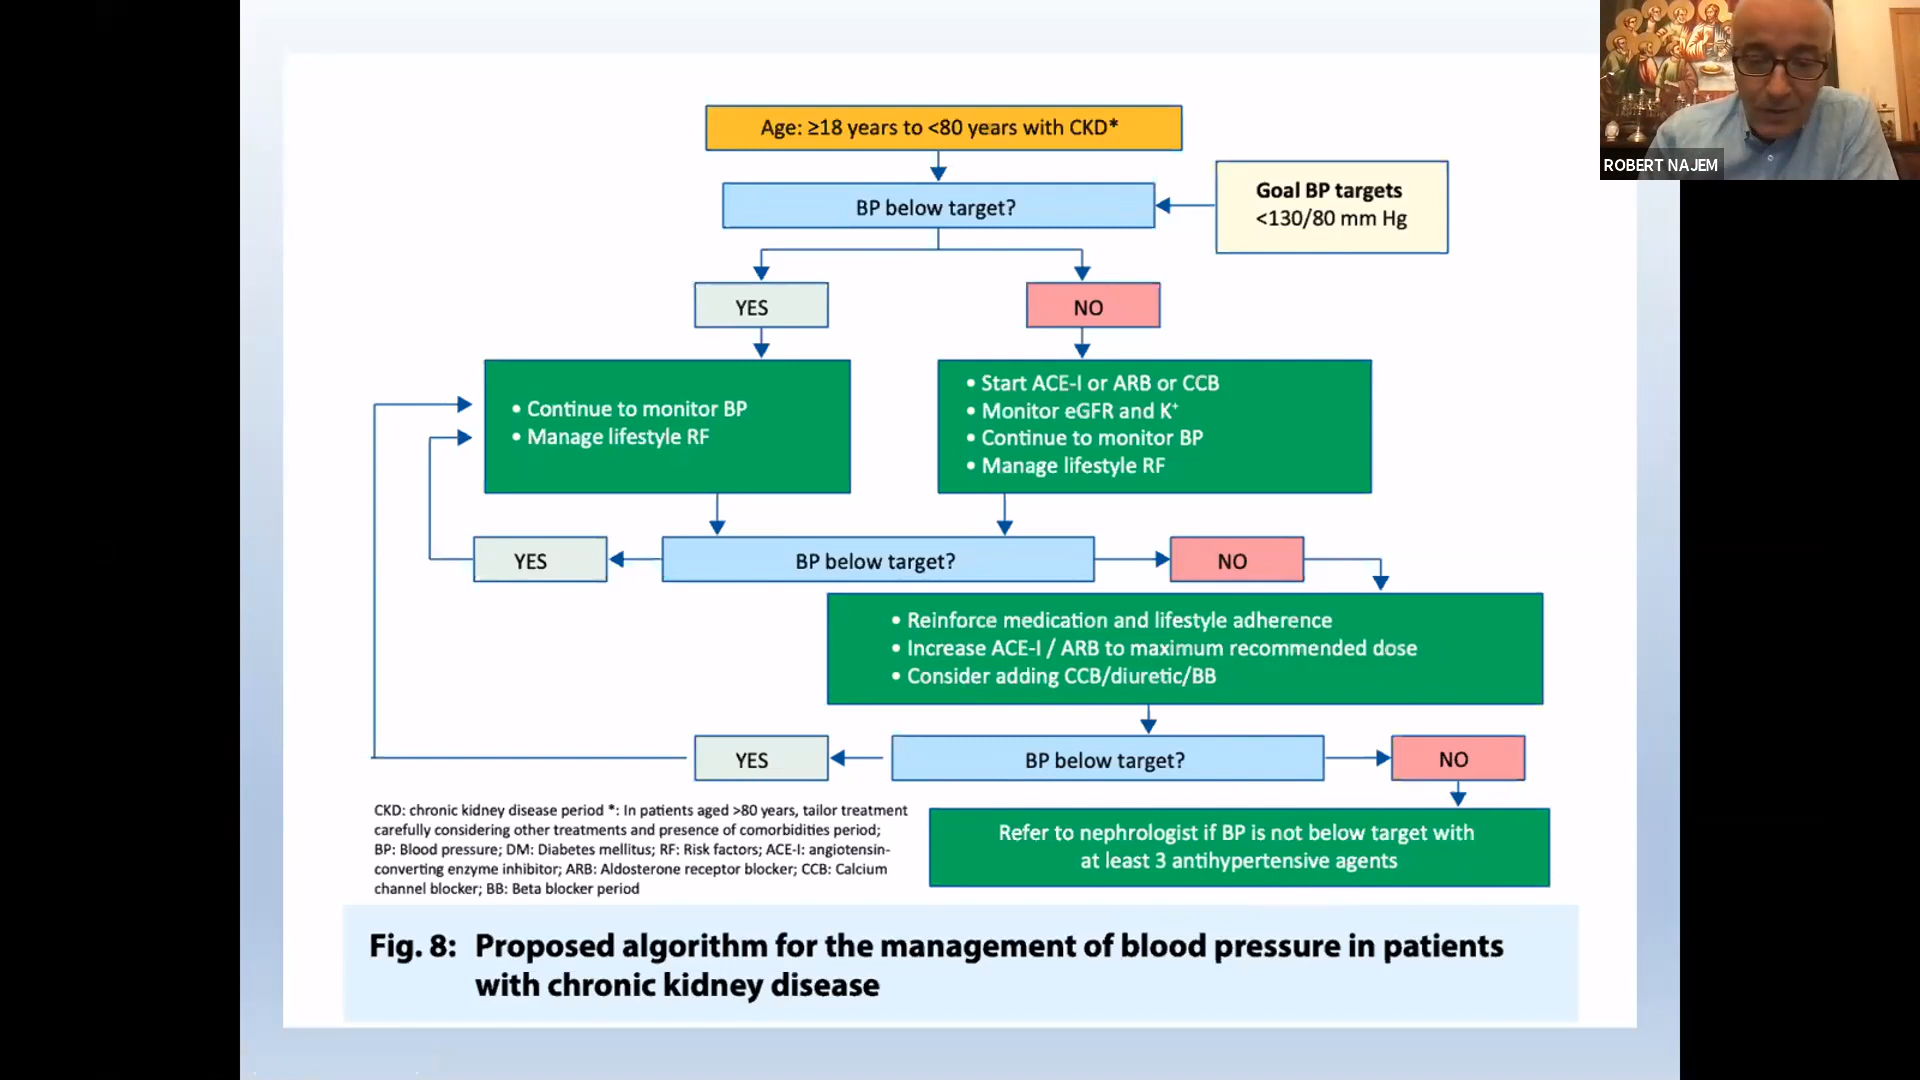 Age: ≥18 years to <80 years with CKD*
BP below target?
Goal BP targets
<130/80 mm Hg
YES
NO
• Continue to monitor BP
• Manage lifestyle RF
• Start ACE-I or ARB or CCB
• Monitor eGFR and K⁺
• Continue to monitor BP
• Manage lifestyle RF
YES
BP below target?
NO
• Reinforce medication and lifestyle adherence
• Increase ACE-I / ARB to maximum recommended dose
• Consider adding CCB/diuretic/BB
YES
BP below target?
NO
Refer to nephrologist if BP is not below target with
at least 3 antihypertensive agents
CKD: chronic kidney disease period *: In patients aged >80 years, tailor treatment
carefully considering other treatments and presence of comorbidities period;
BP: Blood pressure; DM: Diabetes mellitus; RF: Risk factors; ACE-I: angiotensin-
converting enzyme inhibitor; ARB: Aldosterone receptor blocker; CCB: Calcium
channel blocker; BB: Beta blocker period
Fig. 8: Proposed algorithm for the management of blood pressure in patients
with chronic kidney disease
ROBERT NAJEM